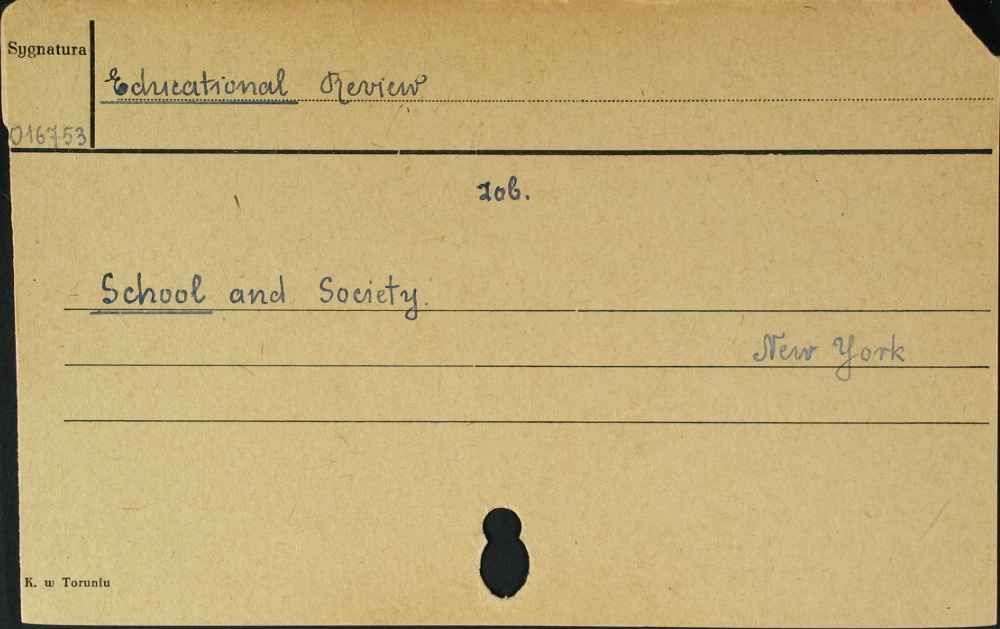 Sygnatura
Educational Review
016753
zob.
School and Society.
New York
K. w Toruniu